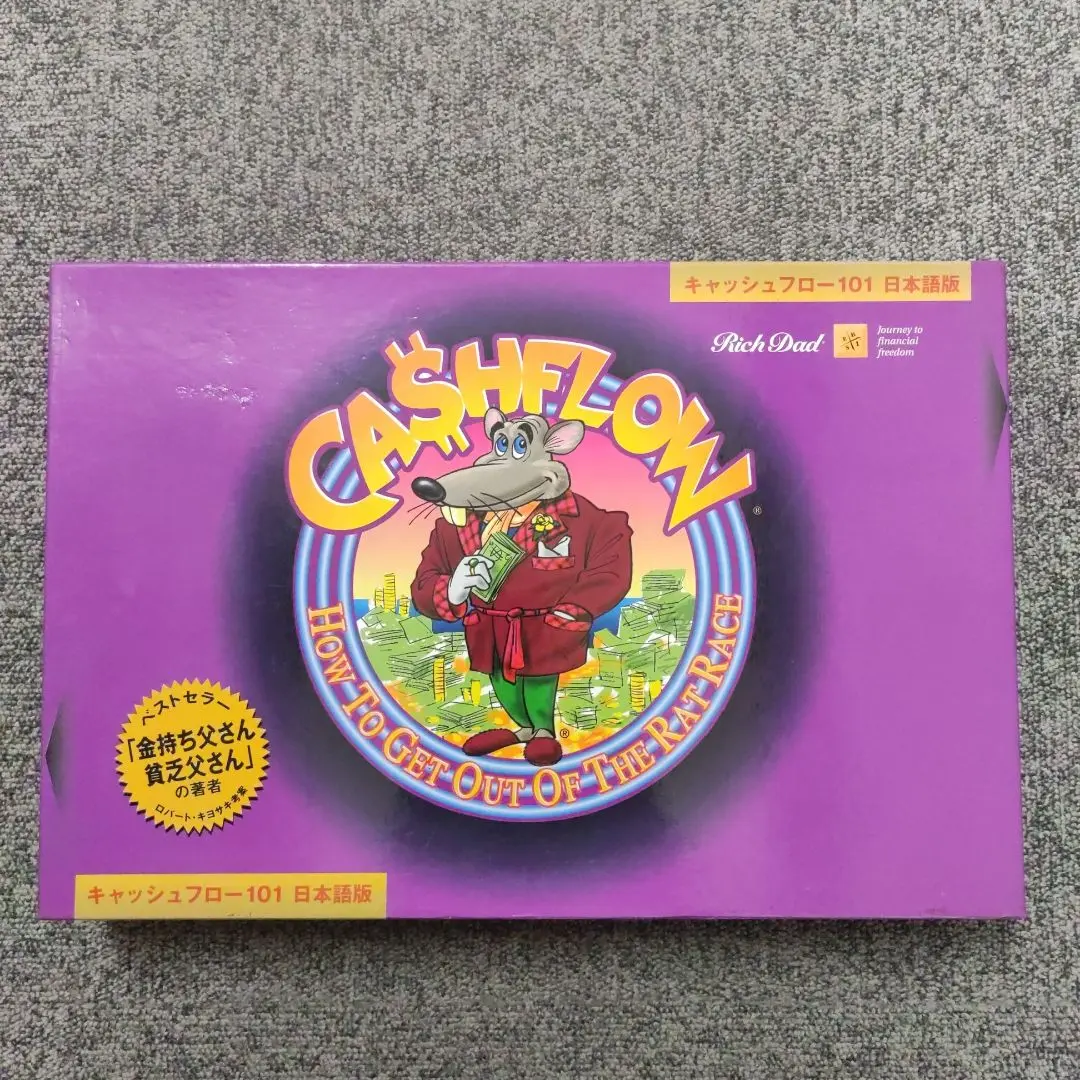 キャッシュフロー101 日本語版
Rich Dad
B B
S I
Journey to
financial
freedom
CA$HFLOW
®
HOW TO GET OUT OF THE RAT RACE
®
ベストセラー
「金持ち父さん
貧乏父さん」
の著者
ロバート・キヨサキ考案
キャッシュフロー101 日本語版